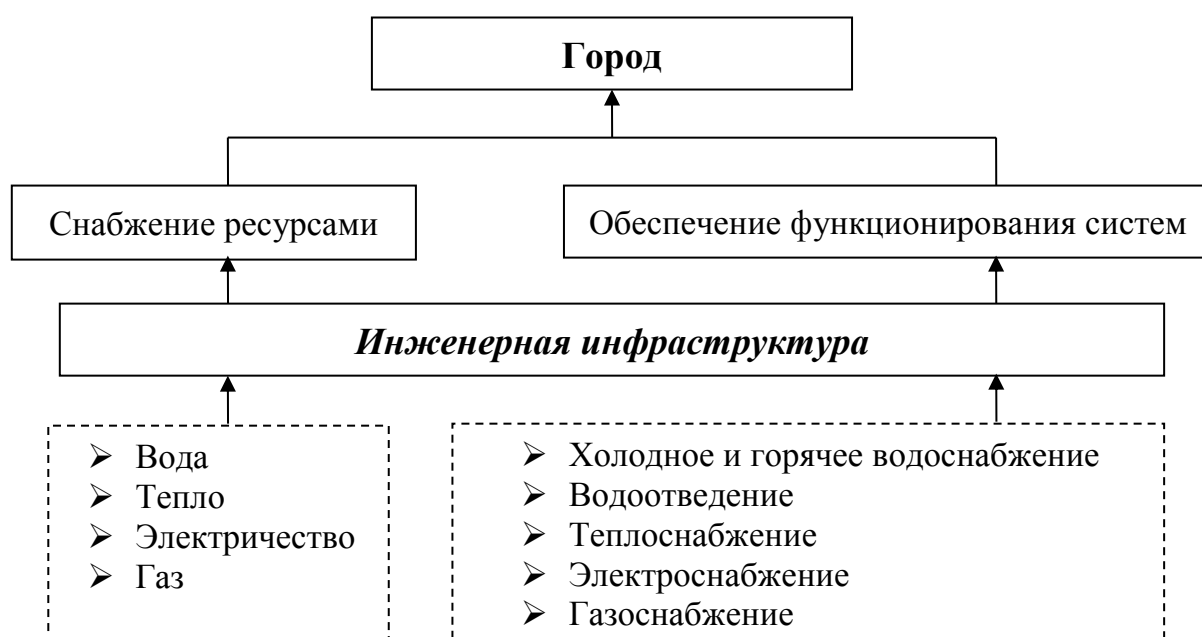 Город
Снабжение ресурсами
Обеспечение функционирования систем
Инженерная инфраструктура
➢ Вода
➢ Тепло
➢ Электричество
➢ Газ
➢ Холодное и горячее водоснабжение
➢ Водоотведение
➢ Теплоснабжение
➢ Электроснабжение
➢ Газоснабжение